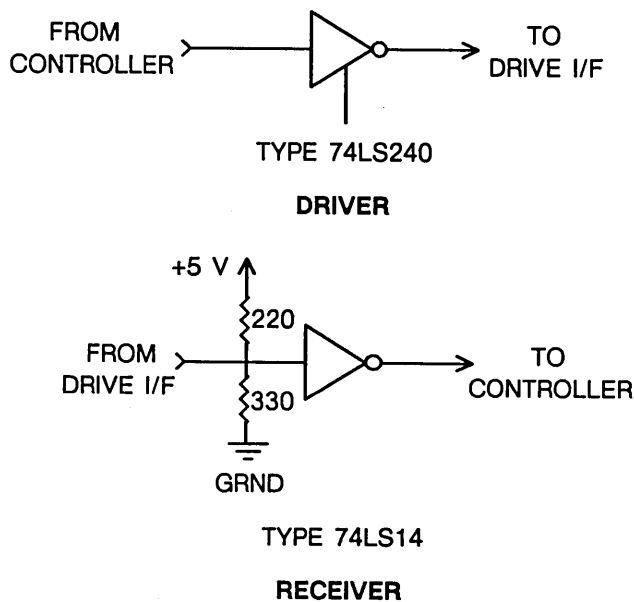 FROM
CONTROLLER
TO
DRIVE I/F
TYPE 74LS240
DRIVER
+5 V
220
FROM
DRIVE I/F
330
TO
CONTROLLER
GRND
TYPE 74LS14
RECEIVER